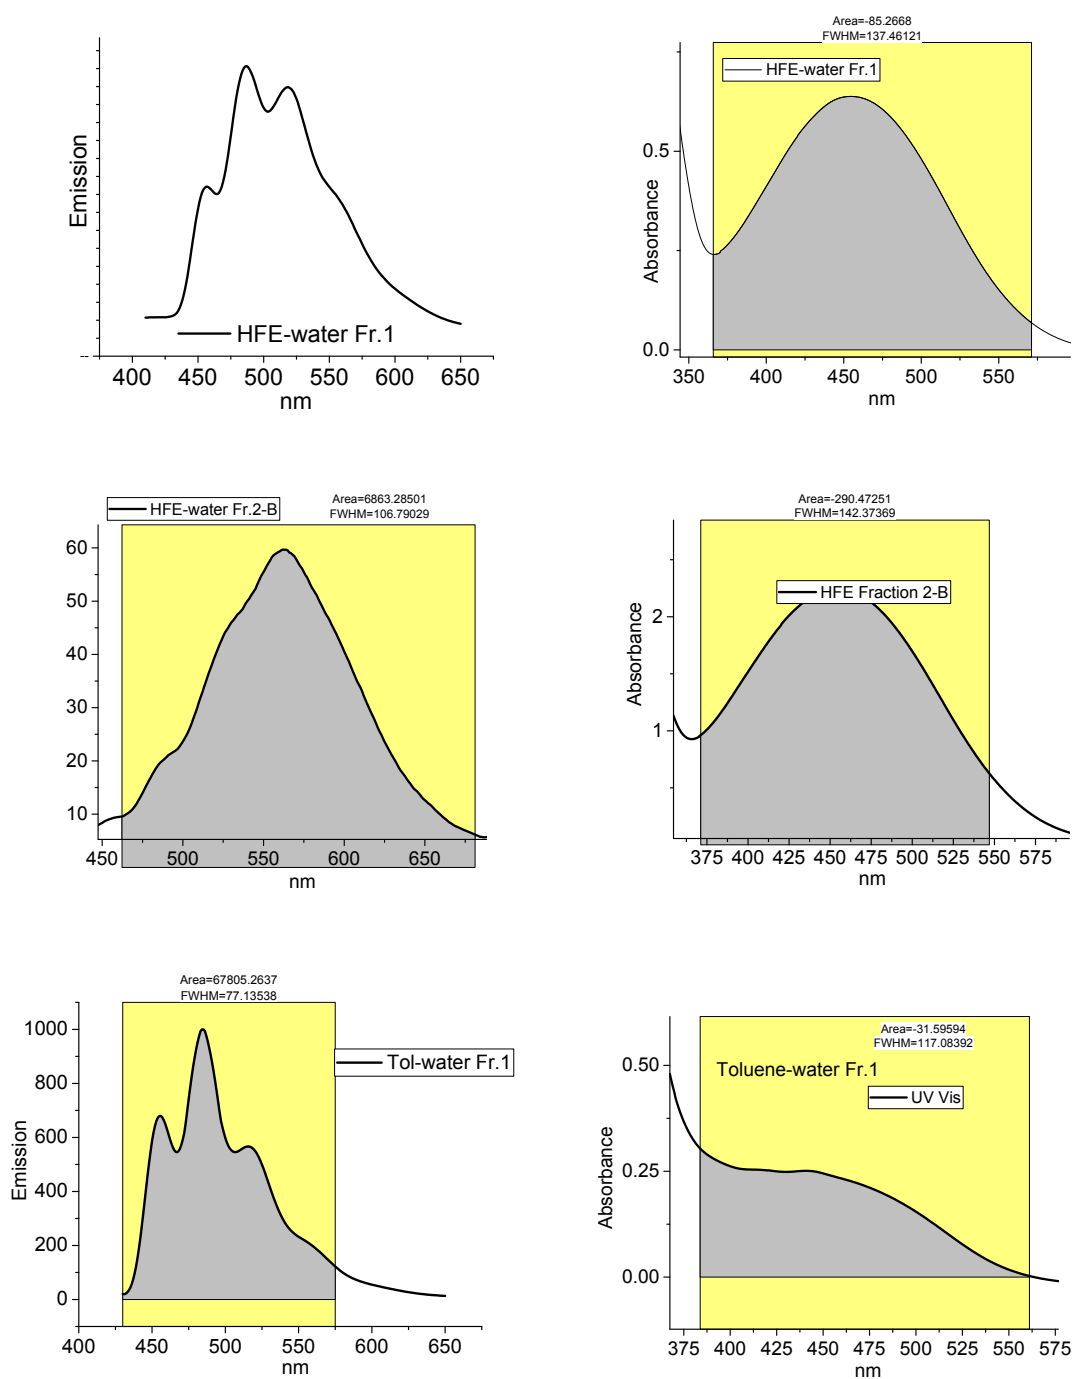 Emission
HFE-water Fr.1
--
400 450 500 550 600 650
nm
Area=-85.2668
FWHM=137.46121
HFE-water Fr.1
Absorbance
0.5
0.0
350 400 450 500 550
nm
HFE-water Fr.2-B
Area=6863.28501
FWHM=106.79029
60
50
40
30
20
10
450 500 550 600 650
nm
Area=-290.47251
FWHM=142.37369
HFE Fraction 2-B
Absorbance
2
1
375 400 425 450 475 500 525 550 575
nm
Area=67805.2637
FWHM=77.13538
Tol-water Fr.1
Emission
1000
800
600
400
200
0
400 450 500 550 600 650
nm
Area=-31.59594
FWHM=117.08392
Toluene-water Fr.1
UV Vis
Absorbance
0.50
0.25
0.00
375 400 425 450 475 500 525 550 575
nm